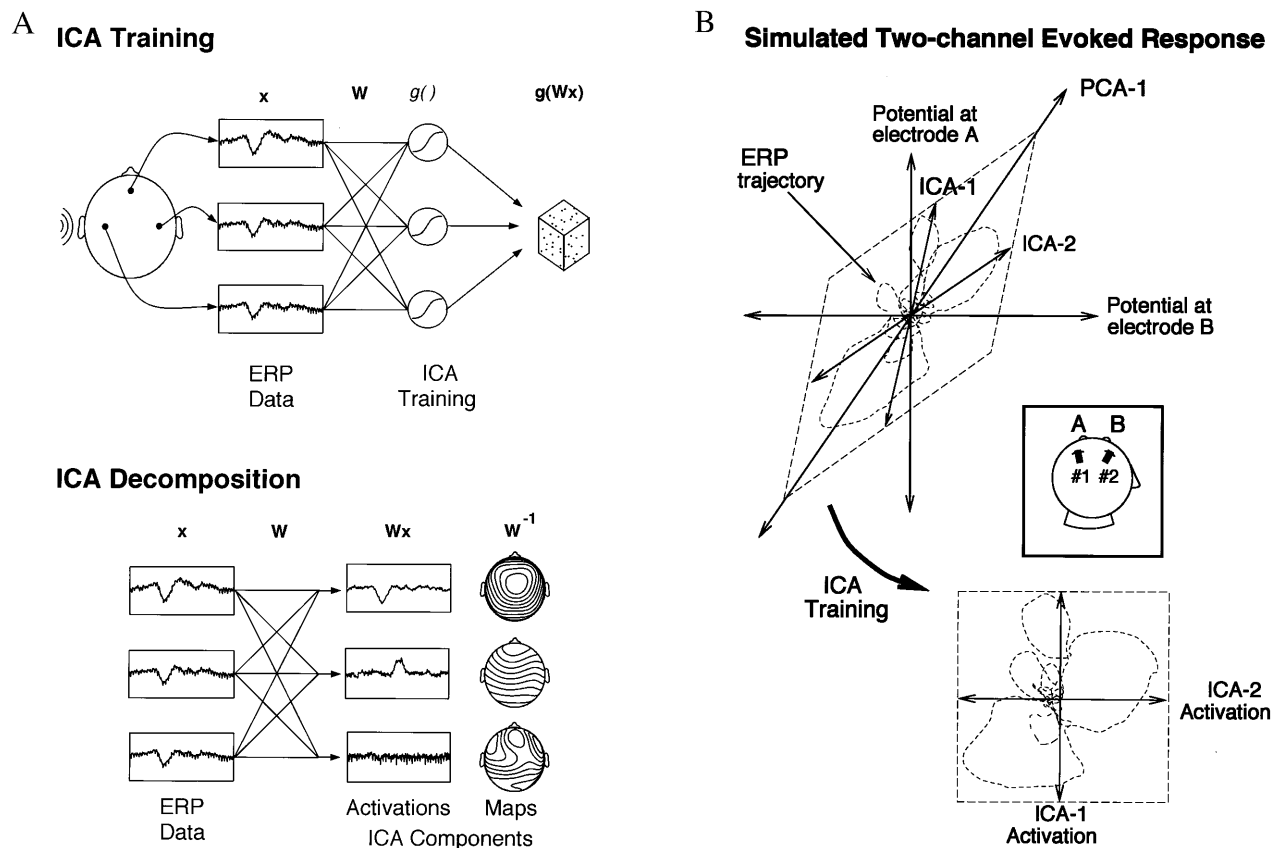 A
ICA Training
x W g( ) g(Wx)
ERP
Data
ICA
Training
ICA Decomposition
x W Wx W-1
ERP
Data
Activations Maps
ICA Components
B
Simulated Two-channel Evoked Response
PCA-1
Potential at
electrode A
ERP
trajectory
ICA-1
ICA-2
Potential at
electrode B
A B
#1 #2
ICA
Training
ICA-2
Activation
ICA-1
Activation